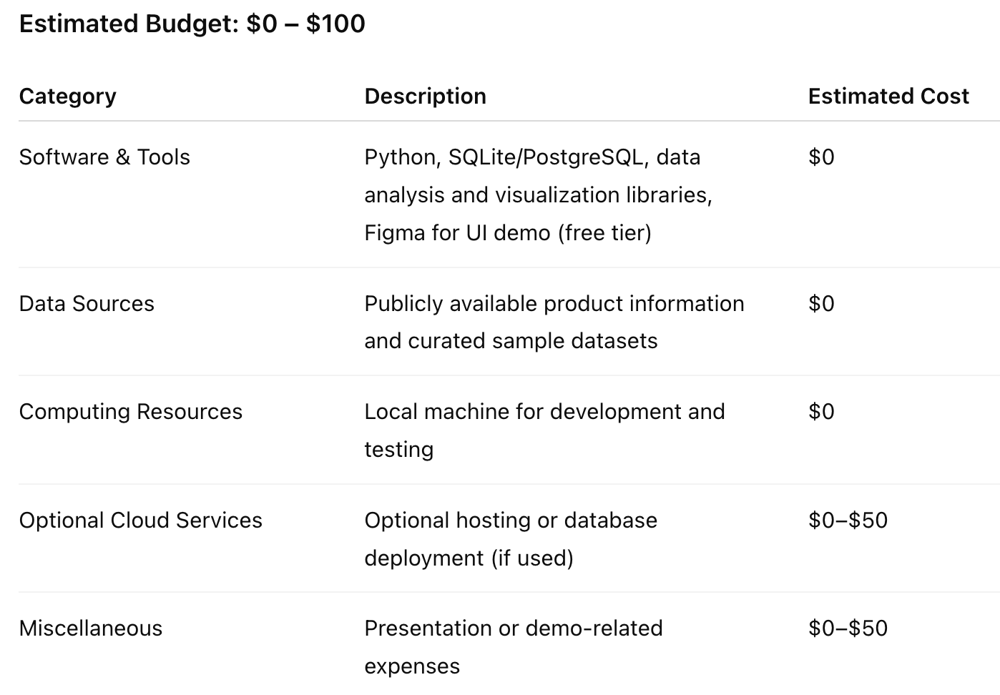 Estimated Budget: $0 – $100
Category Description Estimated Cost
Software & Tools Python, SQLite/PostgreSQL, data $0
analysis and visualization libraries,
Figma for UI demo (free tier)
Data Sources Publicly available product information $0
and curated sample datasets
Computing Resources Local machine for development and $0
testing
Optional Cloud Services Optional hosting or database $0–$50
deployment (if used)
Miscellaneous Presentation or demo-related $0–$50
expenses